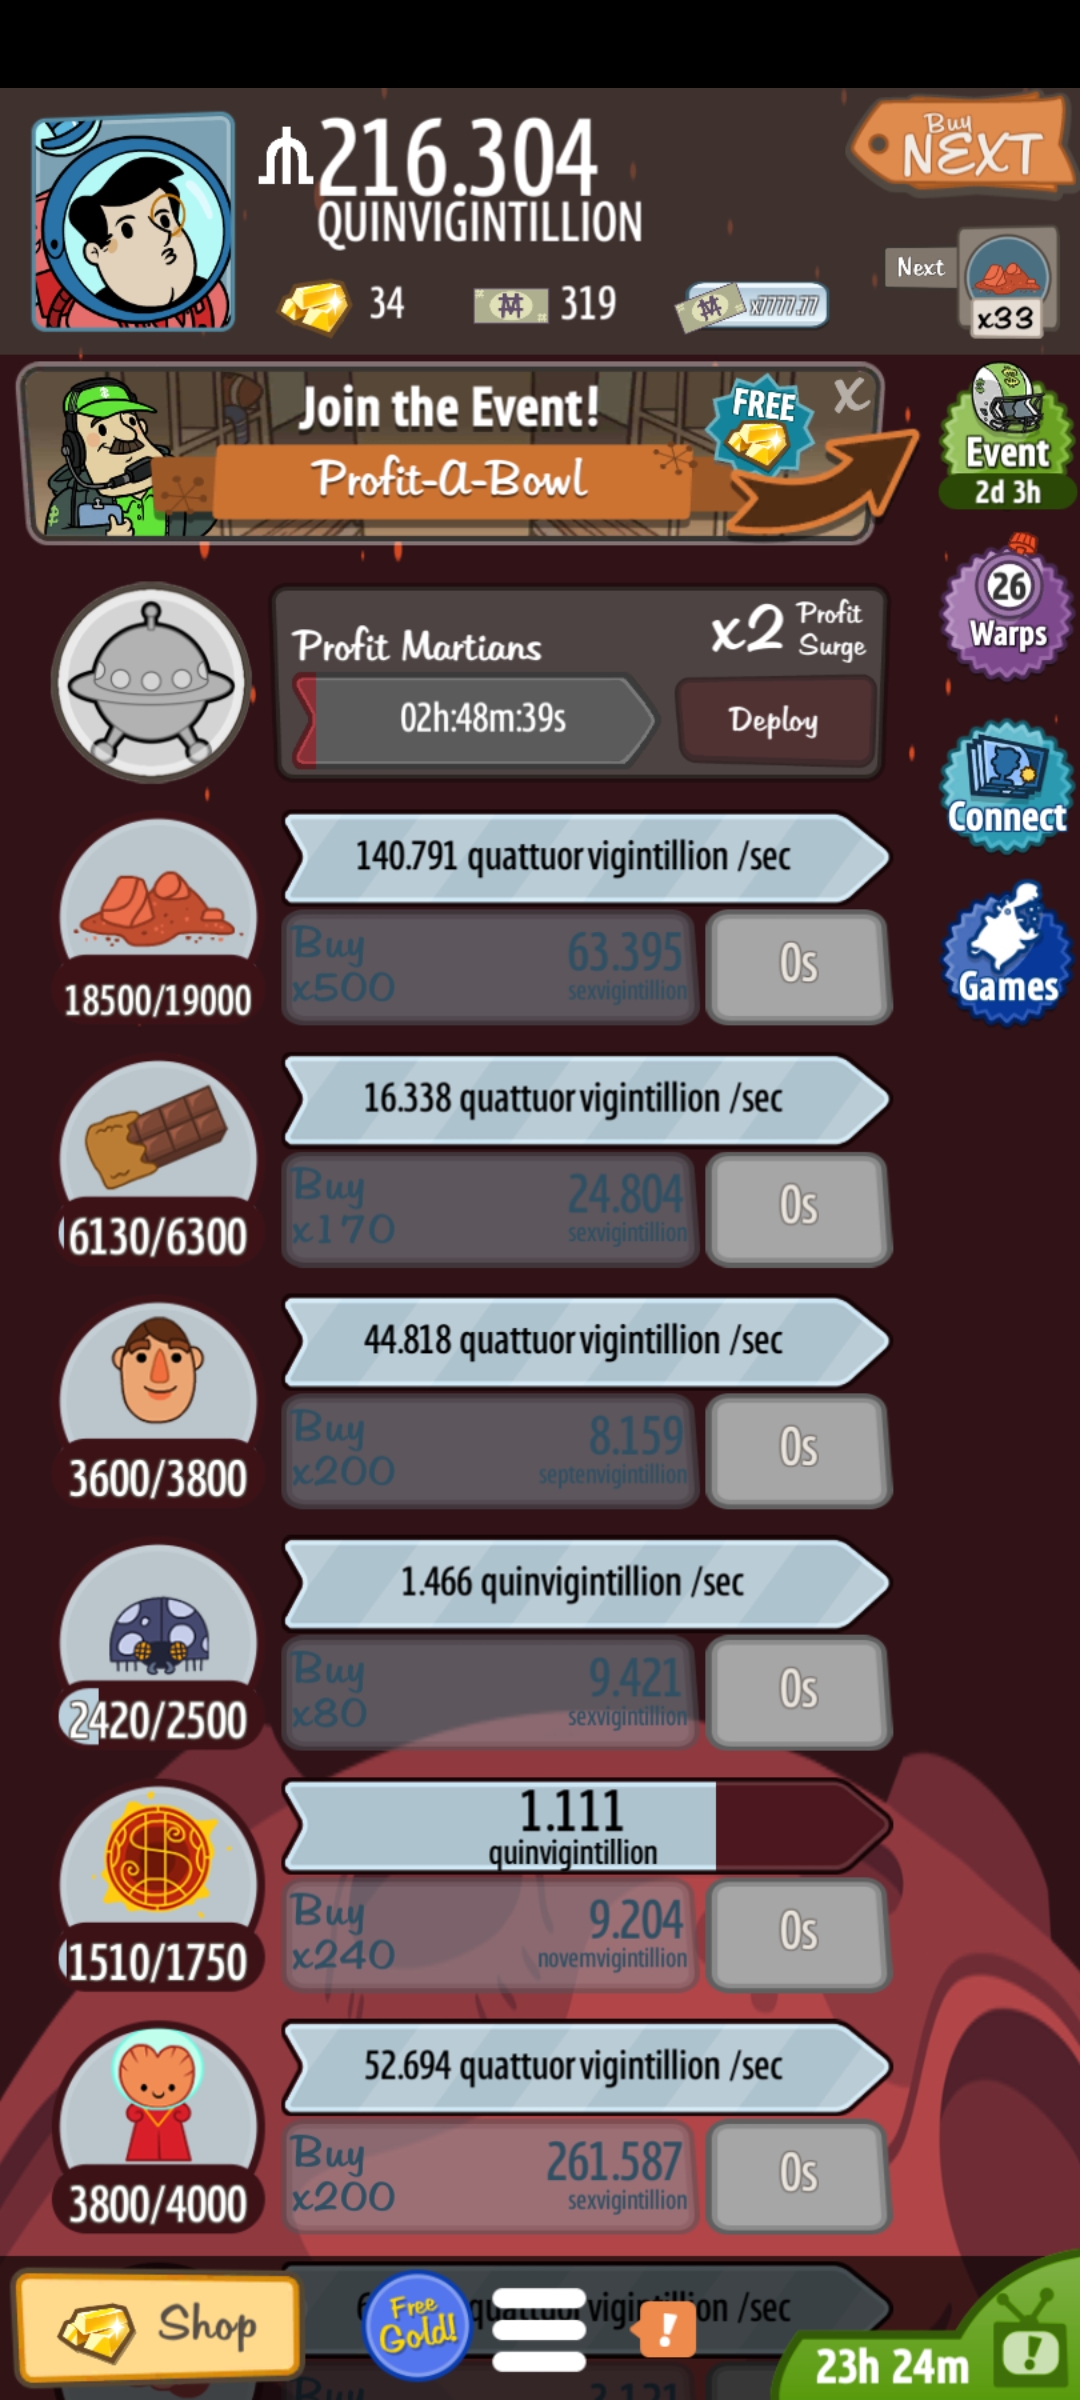 216.304
QUINVIGINTILLION
Buy
NEXT
34
319
x7777.77
Next
x33
Join the Event!
Profit-A-Bowl
FREE
X
Event
2d 3h
Profit Martians
x2 Profit Surge
02h:48m:39s
Deploy
26
Warps
140.791 quattuorvigintillion /sec
18500/19000
Buy
x500
63.395
sexvigintillion
0s
Connect
Games
16.338 quattuorvigintillion /sec
6130/6300
Buy
x170
24.804
sexvigintillion
0s
44.818 quattuorvigintillion /sec
3600/3800
Buy
x200
8.159
septenvigintillion
0s
1.466 quinvigintillion /sec
2420/2500
Buy
x80
9.421
sexvigintillion
0s
1.111
quinvigintillion
1510/1750
Buy
x240
9.204
novemvigintillion
0s
52.694 quattuorvigintillion /sec
3800/4000
Buy
x200
261.587
sexvigintillion
0s
Shop
Free
Gold!
quattuorvigintillion /sec
!
23h 24m
!
Buy